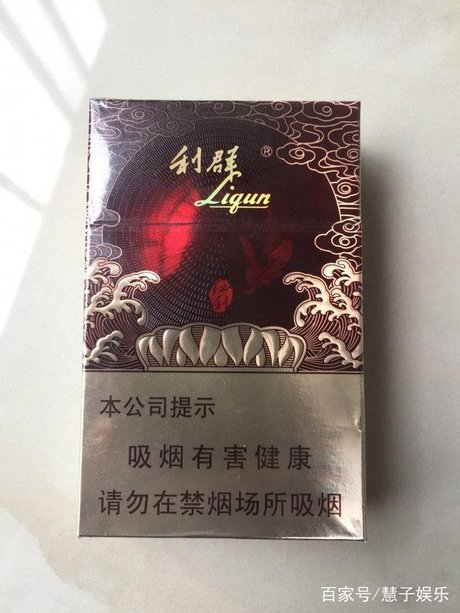 利群®
Liqun
本公司提示
吸烟有害健康
请勿在禁烟场所吸烟
百家号/慧子娱乐